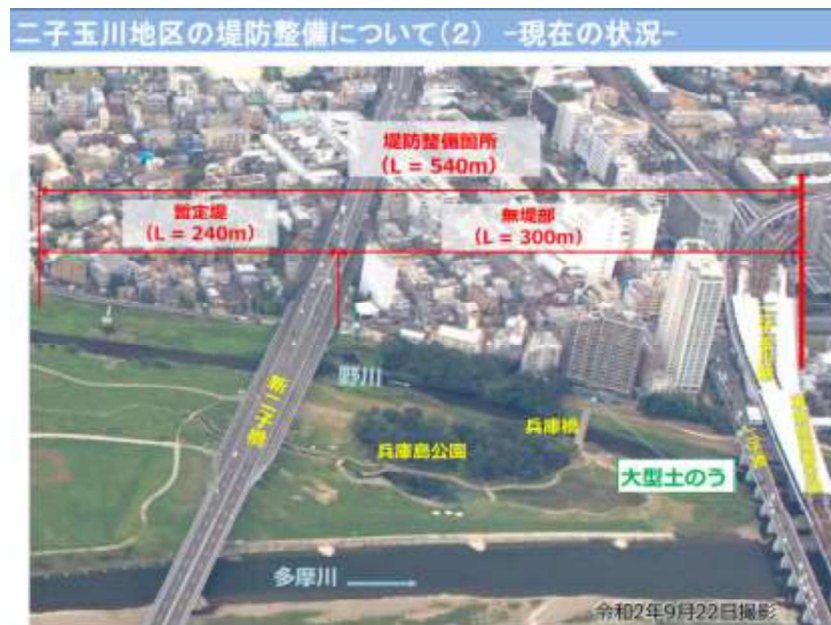 二子玉川地区の堤防整備について(2) -現在の状況-
堤防整備箇所
(L = 540m)
暫定堤
(L = 240m)
無堤部
(L = 300m)
野川
新二子橋
兵庫橋
兵庫島公園
大型土のう
二子橋
多摩川
令和2年9月22日撮影